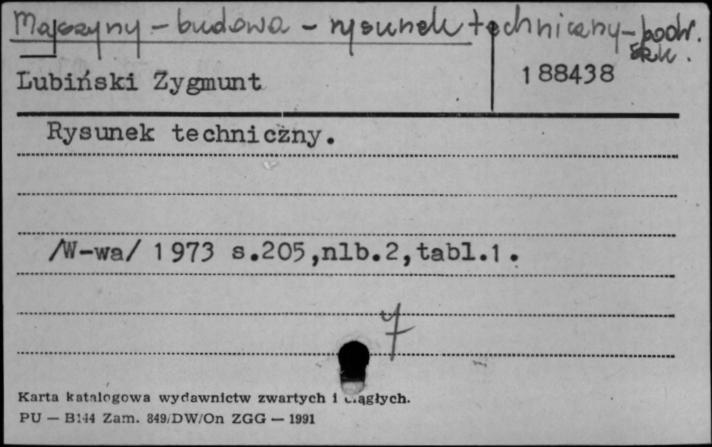 Maszyny - budowa - rysunek techniczny - podr. szk.
Łubiński Zygmunt
188438
Rysunek techniczny.
/W-wa/ 1973 s.205,nlb.2,tabl.1.
Karta katalogowa wydawnictw zwartych i ciągłych.
PU — B144 Zam. 849/DW/On ZGG — 1991